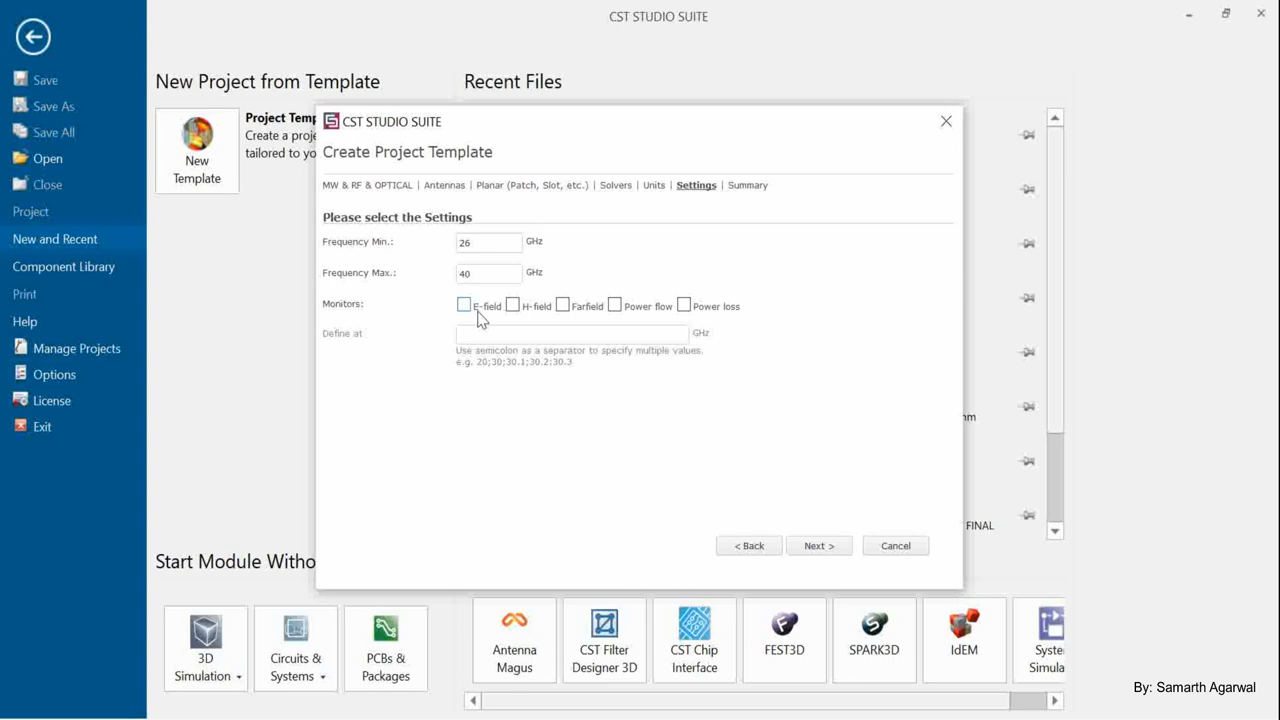 CST STUDIO SUITE
Save
Save As
Save All
Open
Close
Project
New and Recent
Component Library
Print
Help
Manage Projects
Options
License
Exit
New Project from Template
Recent Files
New
Template
Project Temp
Create a proje
tailored to yo
CST STUDIO SUITE
Create Project Template
MW & RF & OPTICAL | Antennas | Planar (Patch, Slot, etc.) | Solvers | Units | Settings | Summary
Please select the Settings
Frequency Min.: 26 GHz
Frequency Max.: 40 GHz
Monitors: E-field H-field Farfield Power flow Power loss
Define at GHz
Use semicolon as a separator to specify multiple values.
e.g. 20;30;30.1;30.2;30.3
< Back Next > Cancel
mm
FINAL
Start Module Witho
3D
Simulation
Circuits &
Systems
PCBs &
Packages
Antenna
Magus
CST Filter
Designer 3D
CST Chip
Interface
FEST3D
SPARK3D
IdEM
Syste
Simula
By: Samarth Agarwal